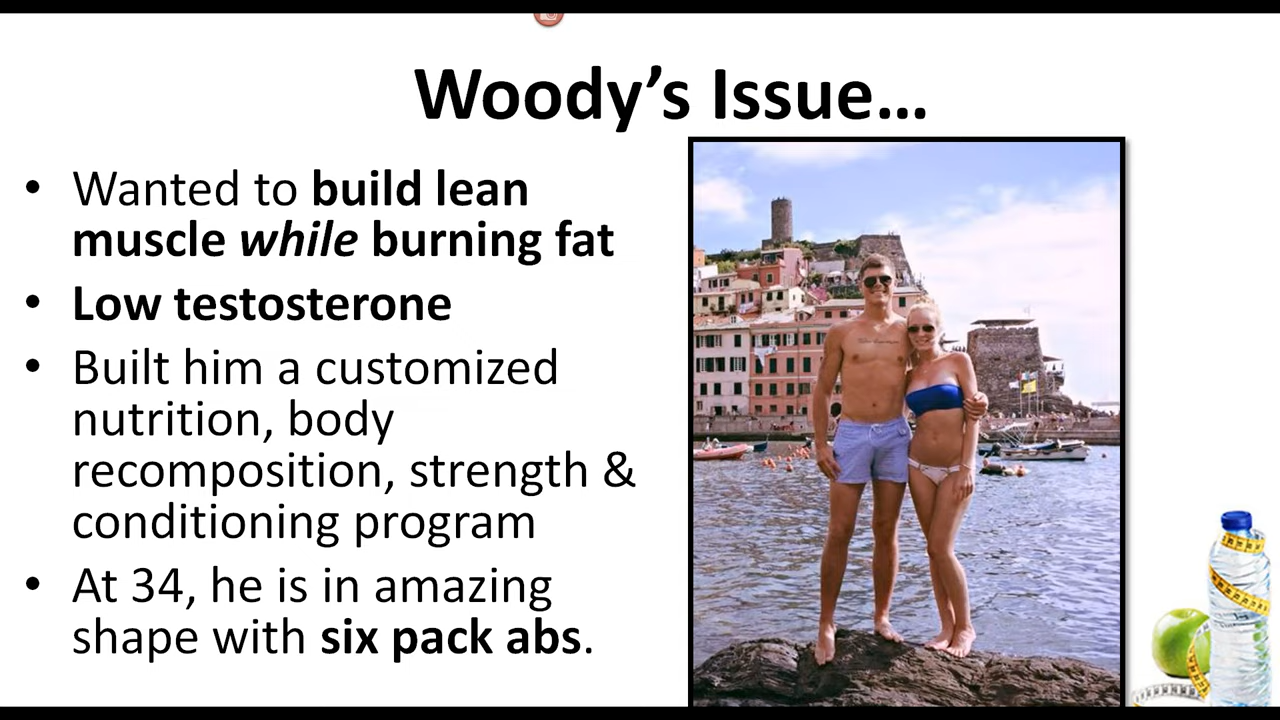 Woody's Issue...
• Wanted to build lean
muscle while burning fat
• Low testosterone
• Built him a customized
nutrition, body
recomposition, strength &
conditioning program
• At 34, he is in amazing
shape with six pack abs.